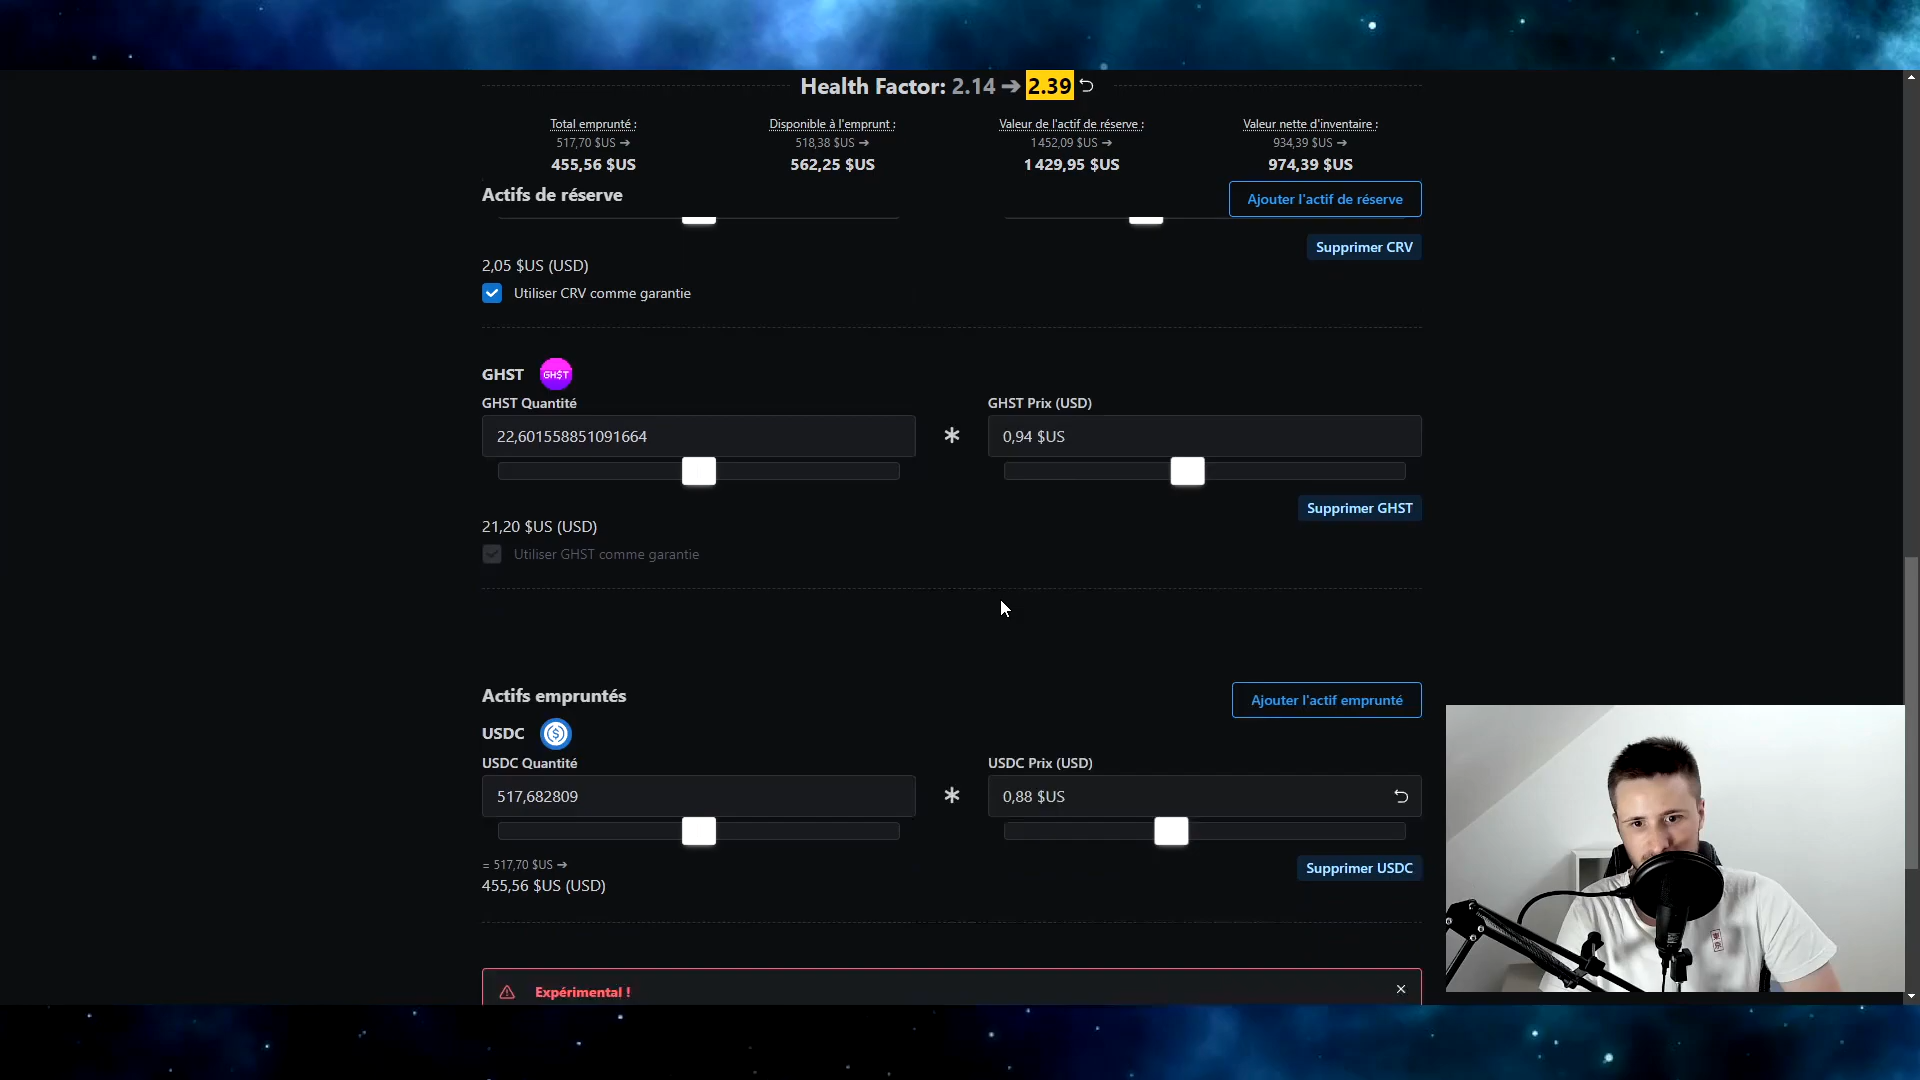 Health Factor: 2.14 ➔ 2.39
Total emprunté :
517,70 $US ➔
455,56 $US
Disponible à l'emprunt :
518,38 $US ➔
562,25 $US
Valeur de l'actif de réserve :
1 452,09 $US ➔
1 429,95 $US
Valeur nette d'inventaire :
934,39 $US ➔
974,39 $US
Actifs de réserve
Ajouter l'actif de réserve
Supprimer CRV
2,05 $US (USD)
Utiliser CRV comme garantie
GHST
GHST
GHST Quantité
GHST Prix (USD)
22,601558851091664
*
0,94 $US
Supprimer GHST
21,20 $US (USD)
Utiliser GHST comme garantie
Actifs empruntés
Ajouter l'actif emprunté
USDC
USDC Quantité
USDC Prix (USD)
517,682809
*
0,88 $US
= 517,70 $US ➔
Supprimer USDC
455,56 $US (USD)
Expérimental !
東京